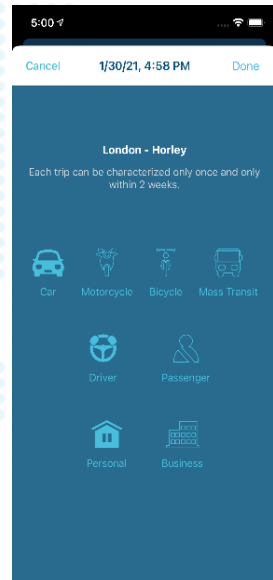 5:00
Cancel 1/30/21, 4:58 PM Done
London - Horley
Each trip can be characterized only once and only
within 2 weeks.
Car Motorcycle Bicycle Mass Transit
Driver Passenger
Personal Business